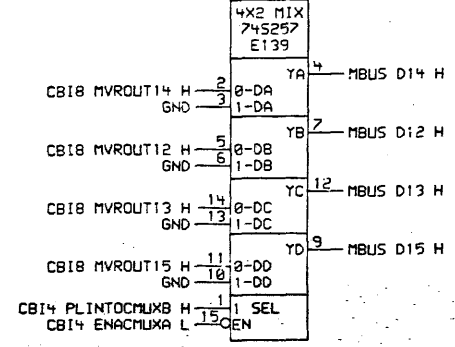 4X2 MIX
74S257
E139
YA 4 MBUS D14 H
CBI8 MVROUT14 H 2 0-DA
GND 3 1-DA
YB 7 MBUS D12 H
CBI8 MVROUT12 H 5 0-DB
GND 6 1-DB
YC 12 MBUS D13 H
CBI8 MVROUT13 H 14 0-DC
GND 13 1-DC
YD 9 MBUS D15 H
CBI8 MVROUT15 H 11 0-DD
GND 10 1-DD
CBI4 PLINTOCMUXB H 1 1 SEL
CBI4 ENACMUXA L 15 EN